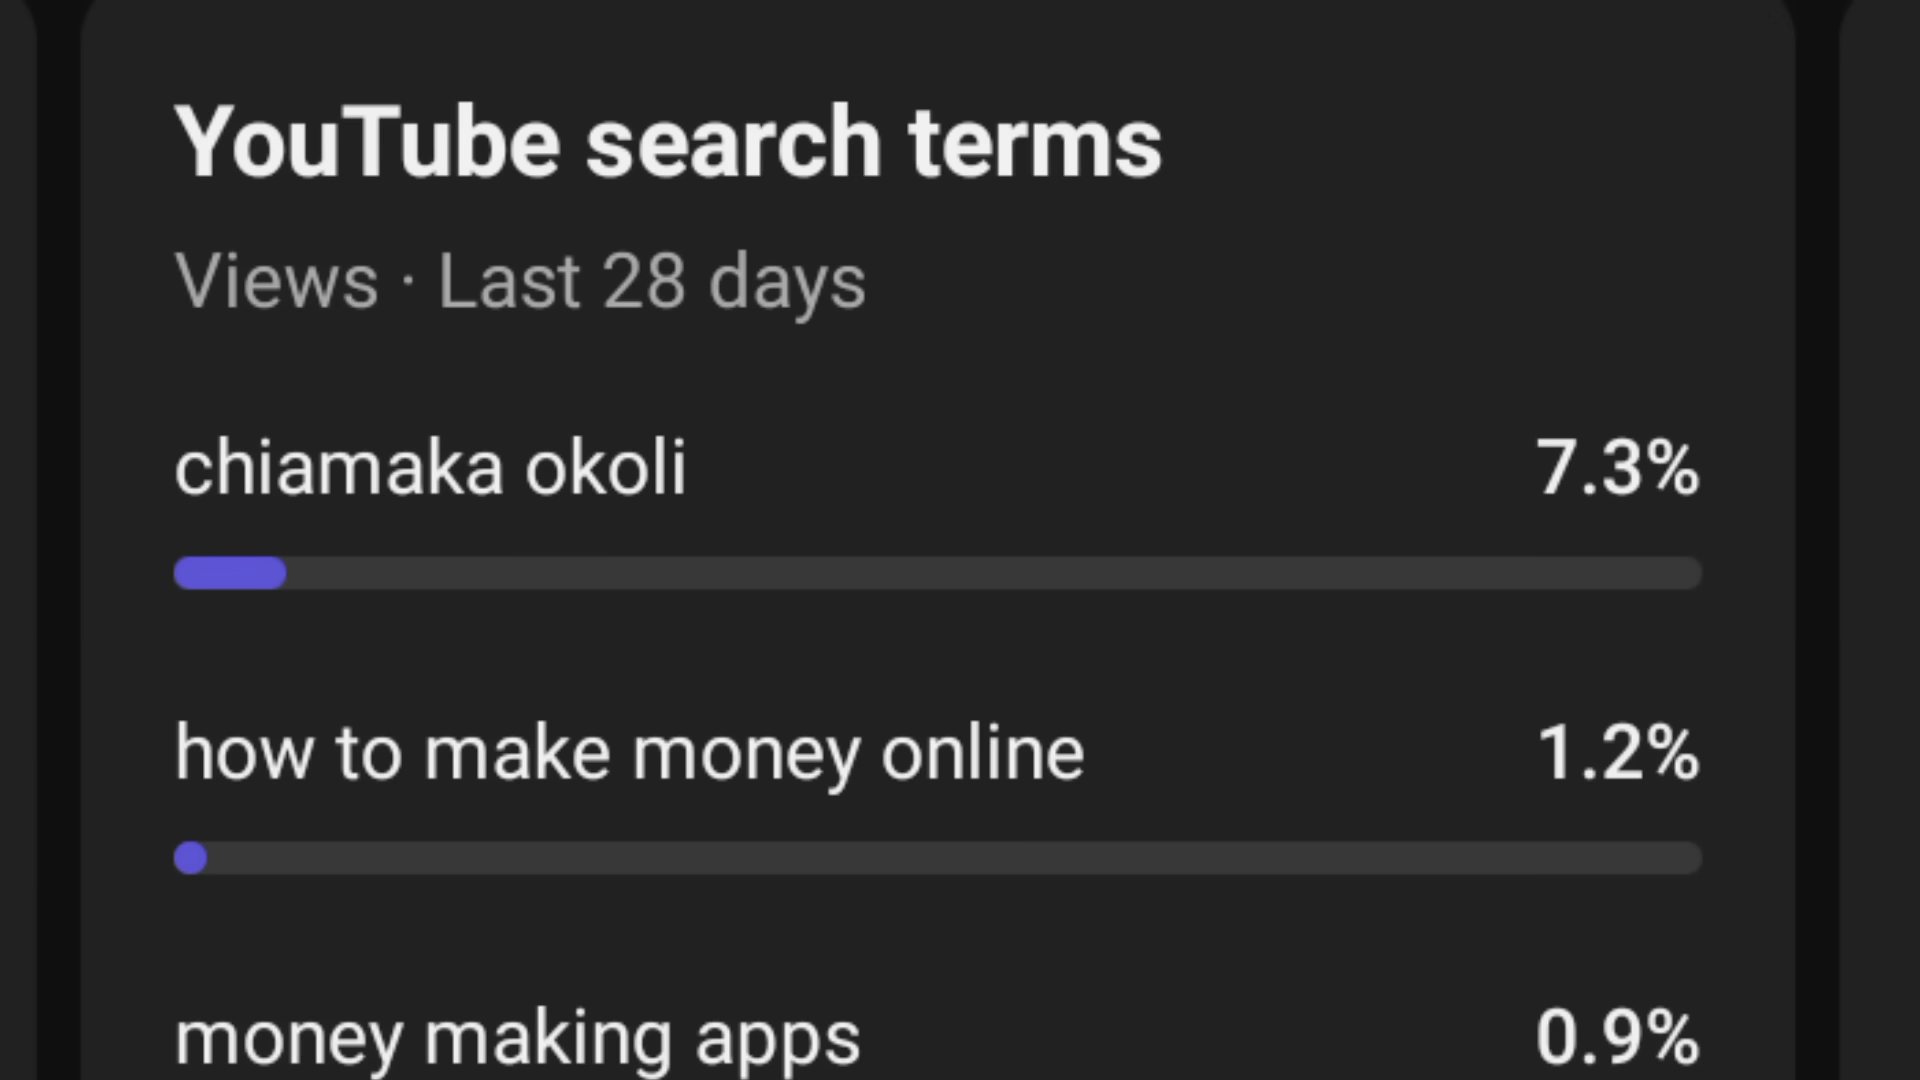 YouTube search terms
Views · Last 28 days
chiamaka okoli 7.3%
how to make money online 1.2%
money making apps 0.9%